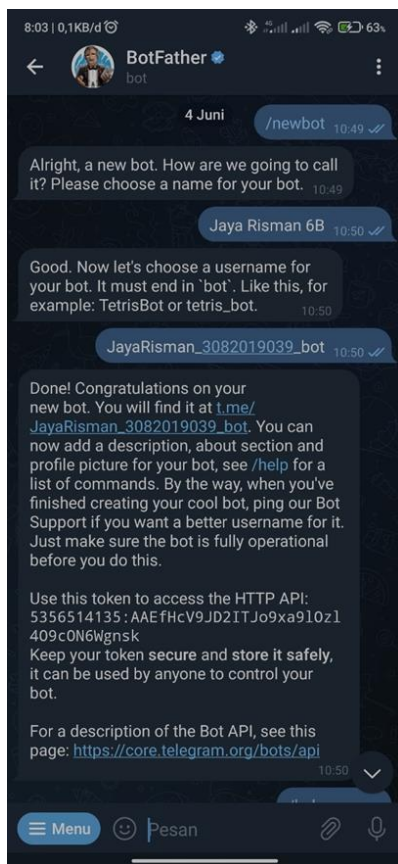 8:03 | 0,1KB/d
4G
63%
BotFather
bot
4 Juni
/newbot 10:49
Alright, a new bot. How are we going to call
it? Please choose a name for your bot. 10:49
Jaya Risman 6B 10:50
Good. Now let's choose a username for
your bot. It must end in `bot`. Like this, for
example: TetrisBot or tetris_bot. 10:50
JayaRisman_3082019039_bot 10:50
Done! Congratulations on your
new bot. You will find it at t.me/
JayaRisman_3082019039_bot. You can
now add a description, about section and
profile picture for your bot, see /help for a
list of commands. By the way, when you've
finished creating your cool bot, ping our Bot
Support if you want a better username for it.
Just make sure the bot is fully operational
before you do this.
Use this token to access the HTTP API:
5356514135:AAEfHcV9JD2ITJo9xa9lOzl
4O9cON6Wgnsk
Keep your token secure and store it safely,
it can be used by anyone to control your
bot.
For a description of the Bot API, see this
page: https://core.telegram.org/bots/api
10:50
Menu
Pesan